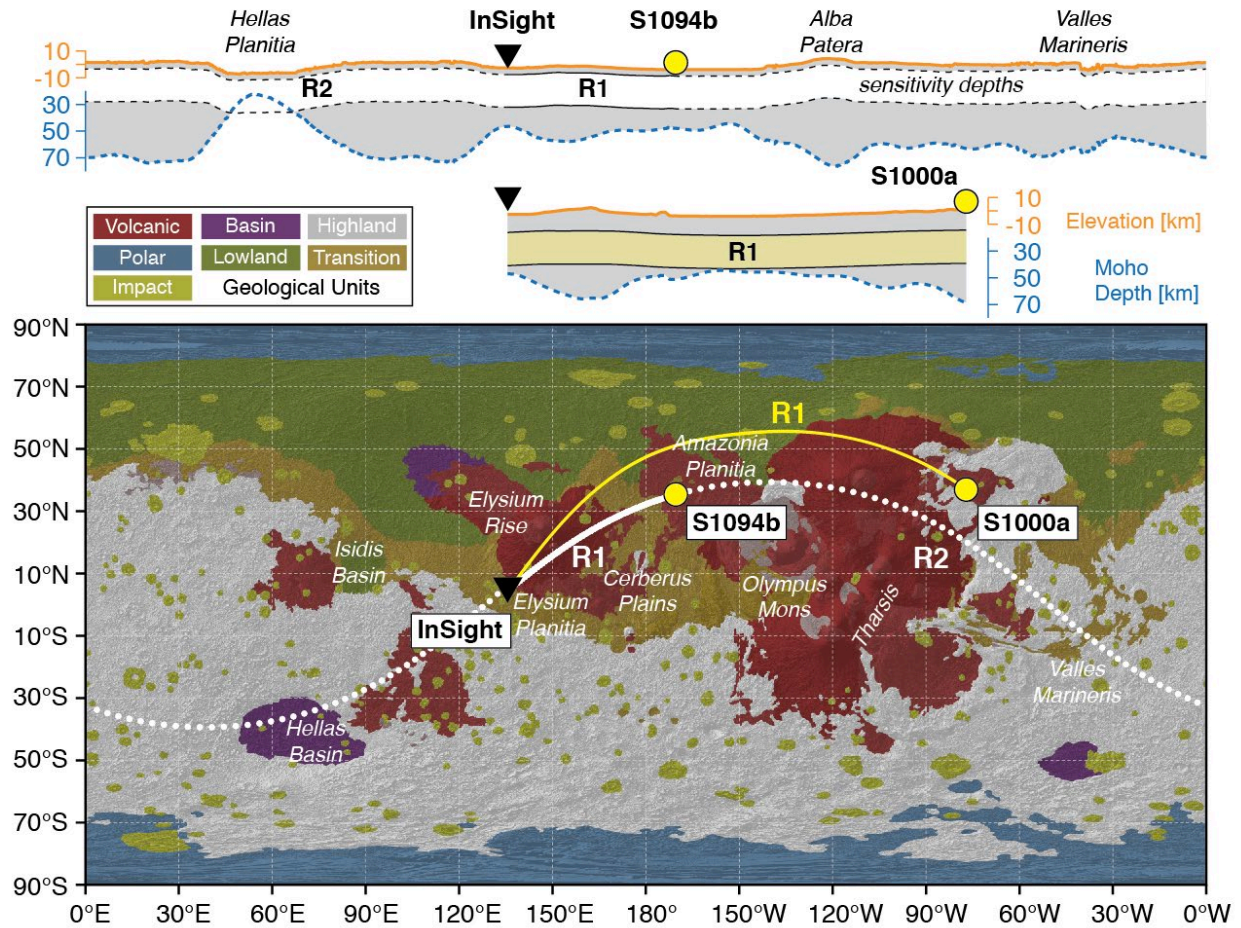 Hellas
Planitia
InSight
S1094b
Alba
Patera
Valles
Marineris
10
-10
30
50
70
R2
R1
sensitivity depths
S1000a
R1
10
-10
30
50
70
Elevation [km]
Moho
Depth [km]
Volcanic
Basin
Highland
Polar
Lowland
Transition
Impact
Geological Units
90°N
70°N
50°N
30°N
10°N
10°S
30°S
50°S
70°S
90°S
R1
Amazonia
Planitia
Elysium
Rise
S1094b
S1000a
Isidis
Basin
R1
Cerberus
Plains
Olympus
Mons
R2
Tharsis
Elysium
Planitia
InSight
Valles
Marineris
Hellas
Basin
0°E
60°E
90°E
120°E
150°E
180°
150°W
120°W
90°W
60°W
30°W
0°W